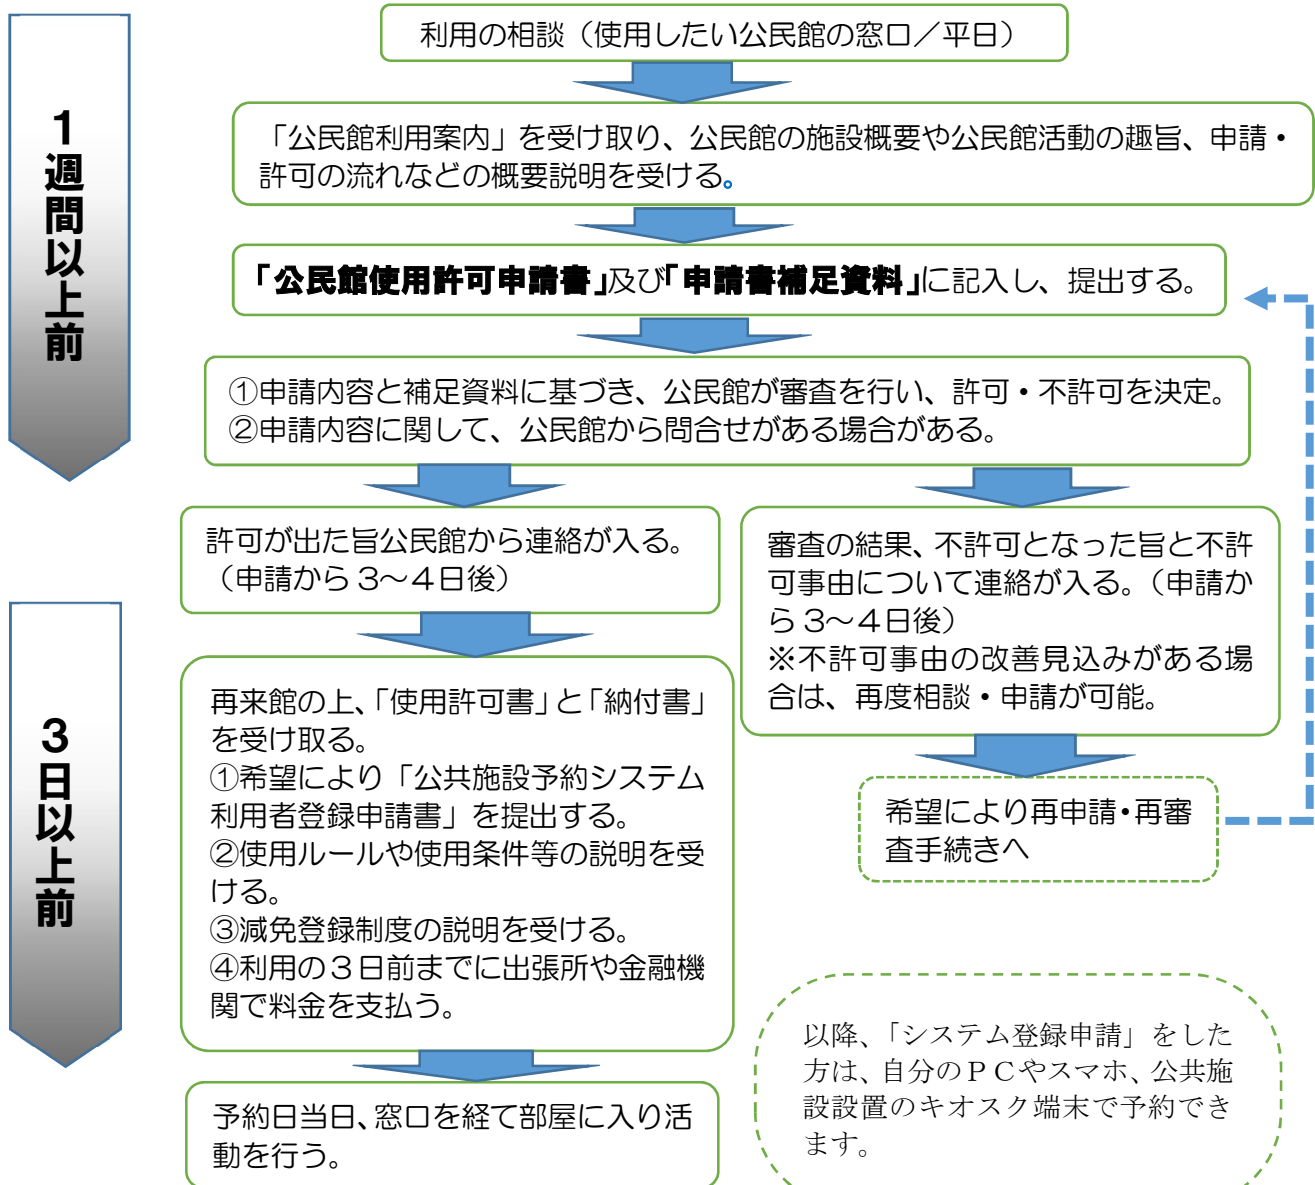 利用の相談（使用したい公民館の窓口／平日）
１週間以上前
「公民館利用案内」を受け取り、公民館の施設概要や公民館活動の趣旨、申請・
許可の流れなどの概要説明を受ける。
「公民館使用許可申請書」及び「申請書補足資料」に記入し、提出する。
①申請内容と補足資料に基づき、公民館が審査を行い、許可・不許可を決定。
②申請内容に関して、公民館から問合せがある場合がある。
許可が出た旨公民館から連絡が入る。
（申請から３～４日後）
審査の結果、不許可となった旨と不許
可事由について連絡が入る。（申請か
ら３～４日後）
※不許可事由の改善見込みがある場
合は、再度相談・申請が可能。
３日以上前
再来館の上、「使用許可書」と「納付書」
を受け取る。
①希望により「公共施設予約システム
利用者登録申請書」を提出する。
②使用ルールや使用条件等の説明を受
ける。
③減免登録制度の説明を受ける。
④利用の３日前までに出張所や金融機
関で料金を支払う。
希望により再申請・再審
査手続きへ
予約日当日、窓口を経て部屋に入り活
動を行う。
以降、「システム登録申請」をした
方は、自分のＰＣやスマホ、公共施
設設置のキオスク端末で予約でき
ます。